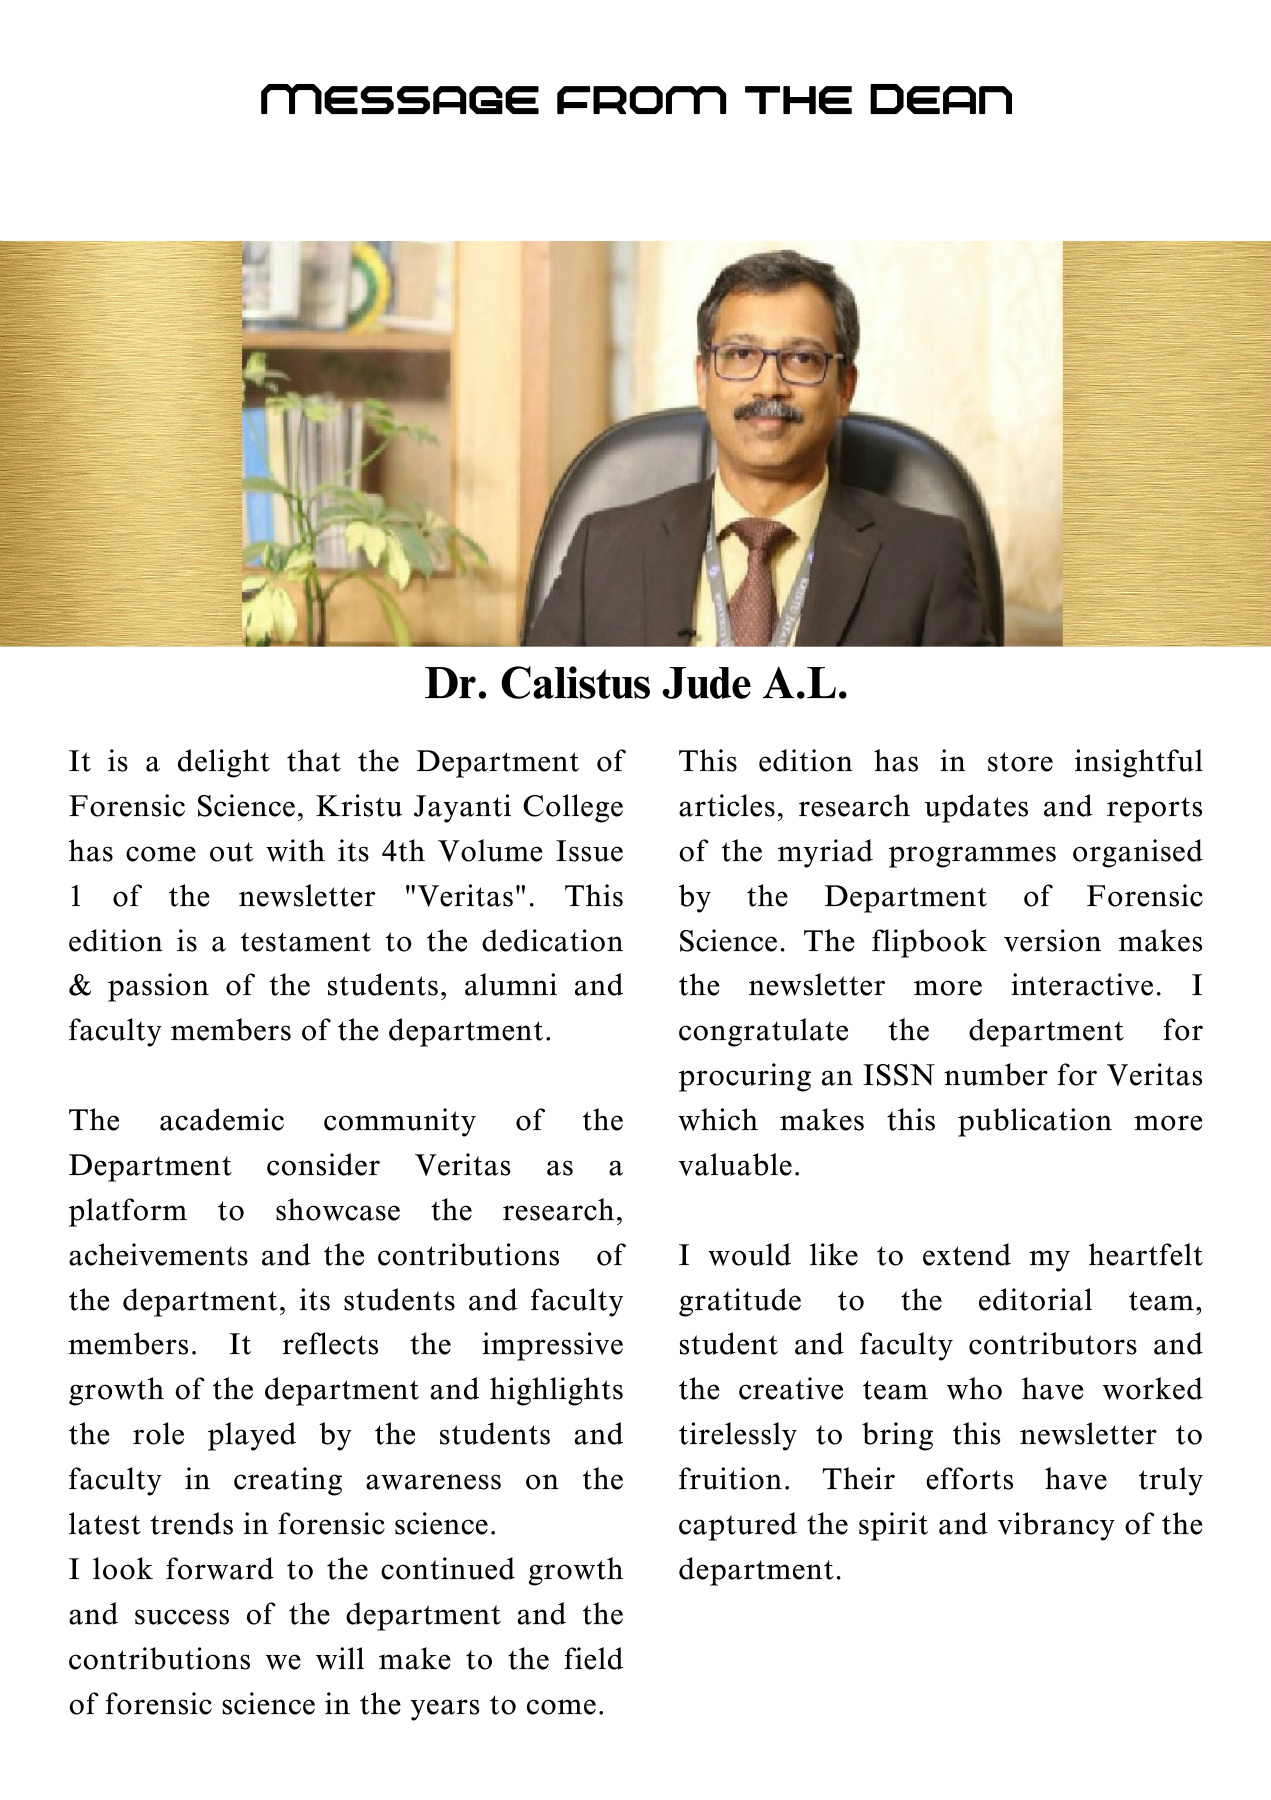 Message from the Dean
Dr. Calistus Jude A.L.
It is a delight that the Department of
Forensic Science, Kristu Jayanti College
has come out with its 4th Volume Issue
1 of the newsletter "Veritas". This
edition is a testament to the dedication
& passion of the students, alumni and
faculty members of the department.
The academic community of the
Department consider Veritas as a
platform to showcase the research,
acheivements and the contributions of
the department, its students and faculty
members. It reflects the impressive
growth of the department and highlights
the role played by the students and
faculty in creating awareness on the
latest trends in forensic science.
I look forward to the continued growth
and success of the department and the
contributions we will make to the field
of forensic science in the years to come.
This edition has in store insightful
articles, research updates and reports
of the myriad programmes organised
by the Department of Forensic
Science. The flipbook version makes
the newsletter more interactive. I
congratulate the department for
procuring an ISSN number for Veritas
which makes this publication more
valuable.
I would like to extend my heartfelt
gratitude to the editorial team,
student and faculty contributors and
the creative team who have worked
tirelessly to bring this newsletter to
fruition. Their efforts have truly
captured the spirit and vibrancy of the
department.